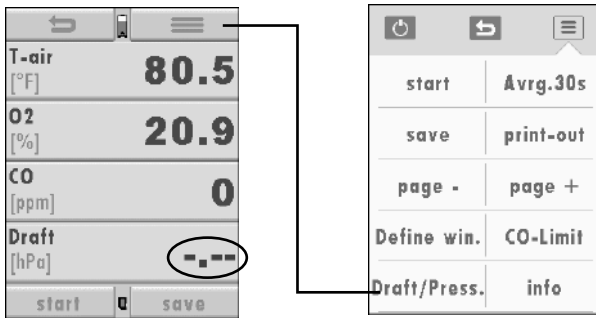 T-air
[°F]
80.5
O2
[%]
20.9
CO
[ppm]
0
Draft
[hPa]
-.--
start save
start Avrg.30s
save print-out
page - page +
Define win. CO-Limit
Draft/Press. info